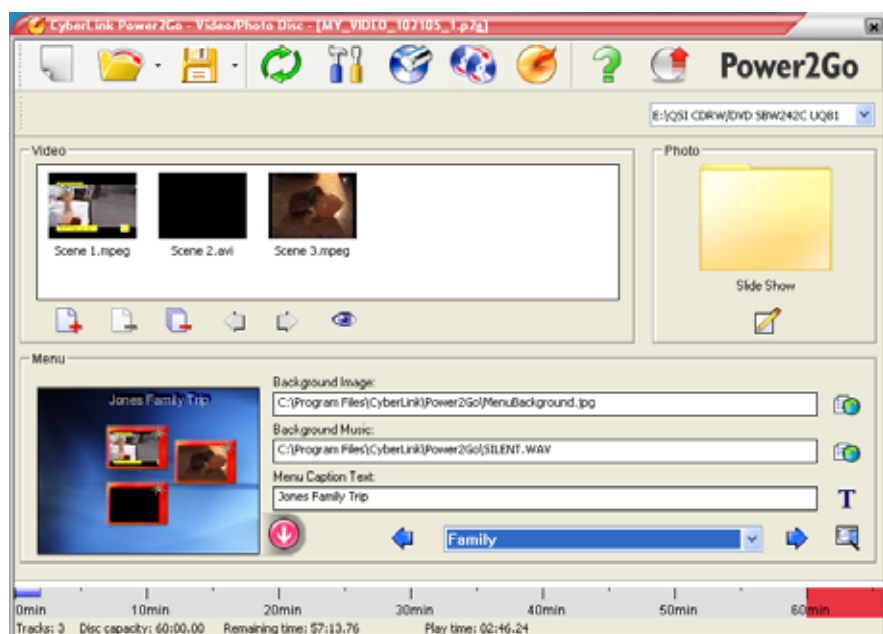 CyberLink Power2Go - Video/Photo Disc - [MY_VIDEO_102105_1.p2g]
Power2Go
E:\QSI CDRW/DVD SBW242C UQ81
Video
Photo
Scene 1.mpeg
Scene 2.avi
Scene 3.mpeg
Slide Show
Menu
Jones Family Trip
Background Image:
C:\Program Files\CyberLink\Power2Go\MenuBackground.jpg
Background Music:
C:\Program Files\CyberLink\Power2Go\SILENT.WAV
Menu Caption Text:
Jones Family Trip
T
Family
0min 10min 20min 30min 40min 50min 60min
Tracks: 3 Disc capacity: 60:00.00 Remaining time: 57:13.76 Play time: 02:46.24